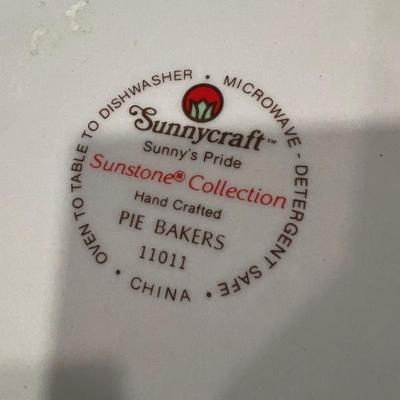 OVEN TO TABLE TO DISHWASHER • MICROWAVE - DETERGENT SAFE •
Sunnycraft™
Sunny's Pride
Sunstone® Collection
Hand Crafted
PIE BAKERS
11011
• CHINA •